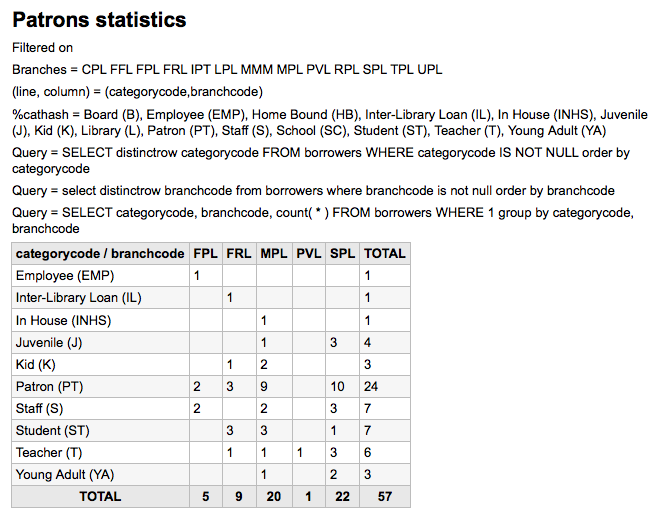 Patrons statistics
Filtered on
Branches = CPL FFL FPL FRL IPT LPL MMM MPL PVL RPL SPL TPL UPL
(line, column) = (categorycode,branchcode)
%cathash = Board (B), Employee (EMP), Home Bound (HB), Inter-Library Loan (IL), In House (INHS), Juvenile
(J), Kid (K), Library (L), Patron (PT), Staff (S), School (SC), Student (ST), Teacher (T), Young Adult (YA)
Query = SELECT distinctrow categorycode FROM borrowers WHERE categorycode IS NOT NULL order by
categorycode
Query = select distinctrow branchcode from borrowers where branchcode is not null order by branchcode
Query = SELECT categorycode, branchcode, count( * ) FROM borrowers WHERE 1 group by categorycode,
branchcode
categorycode / branchcode FPL FRL MPL PVL SPL TOTAL
Employee (EMP) 1 1
Inter-Library Loan (IL) 1 1
In House (INHS) 1 1
Juvenile (J) 1 3 4
Kid (K) 1 2 3
Patron (PT) 2 3 9 10 24
Staff (S) 2 2 3 7
Student (ST) 3 3 1 7
Teacher (T) 1 1 1 3 6
Young Adult (YA) 1 2 3
TOTAL 5 9 20 1 22 57